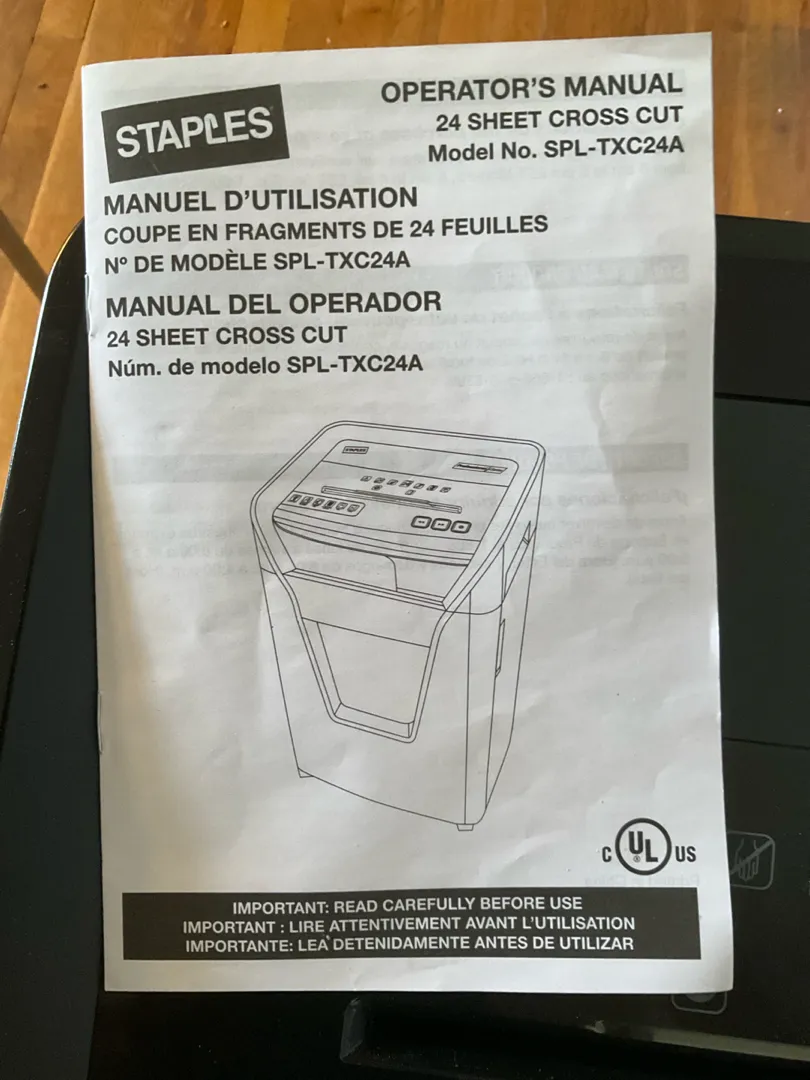 STAPLES
OPERATOR'S MANUAL
24 SHEET CROSS CUT
Model No. SPL-TXC24A
MANUEL D'UTILISATION
COUPE EN FRAGMENTS DE 24 FEUILLES
Nº DE MODÈLE SPL-TXC24A
MANUAL DEL OPERADOR
24 SHEET CROSS CUT
Núm. de modelo SPL-TXC24A
STAPLES
C UL ® US
IMPORTANT: READ CAREFULLY BEFORE USE
IMPORTANT : LIRE ATTENTIVEMENT AVANT L'UTILISATION
IMPORTANTE: LEA DETENIDAMENTE ANTES DE UTILIZAR